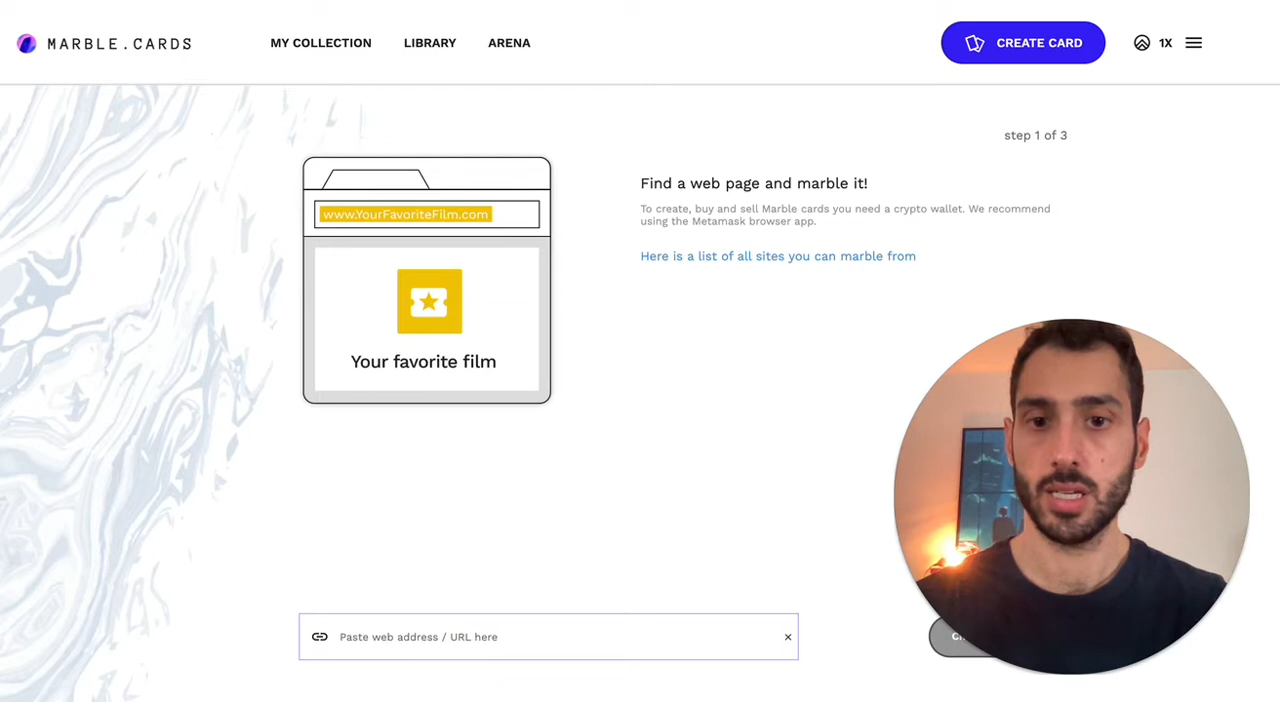 MARBLE.CARDS
MY COLLECTION
LIBRARY
ARENA
CREATE CARD
1X
step 1 of 3
www.YourFavoriteFilm.com
Your favorite film
Find a web page and marble it!
To create, buy and sell Marble cards you need a crypto wallet. We recommend
using the Metamask browser app.
Here is a list of all sites you can marble from
Paste web address / URL here